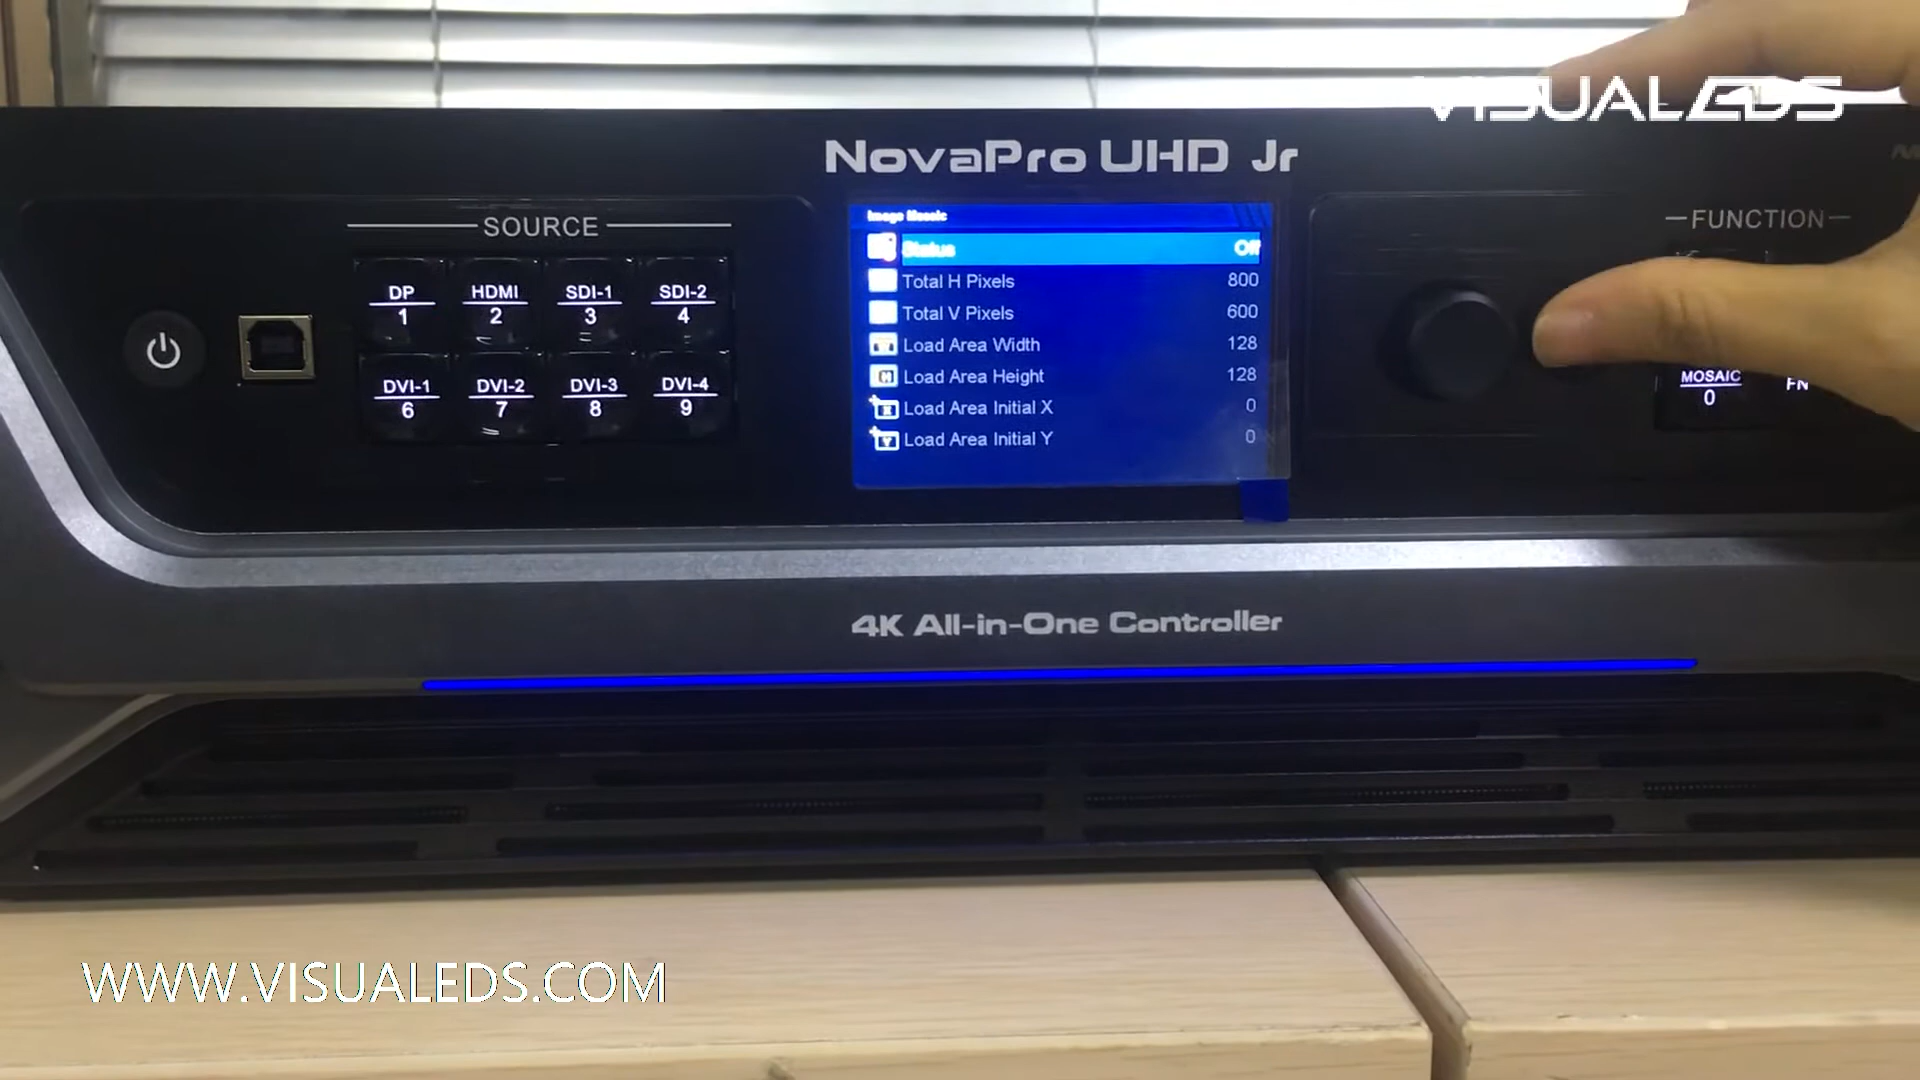 VISUALEDS
NovaPro UHD Jr
SOURCE
DP
1
HDMI
2
SDI-1
3
SDI-2
4
DVI-1
6
DVI-2
7
DVI-3
8
DVI-4
9
Image Mosaic
Status Off
Total H Pixels 800
Total V Pixels 600
Load Area Width 128
Load Area Height 128
Load Area Initial X 0
Load Area Initial Y 0
FUNCTION
MOSAIC
0
FN
4K All-in-One Controller
WWW.VISUALEDS.COM